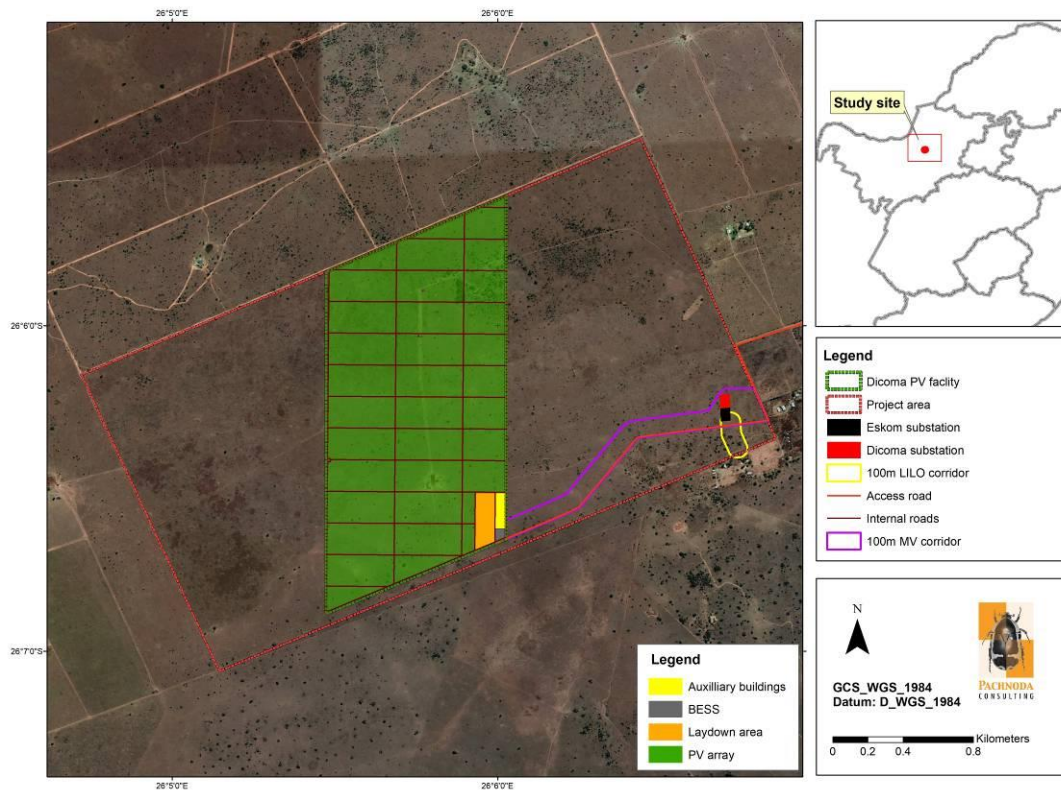 26°5'0"E
26°6'0"E
26°6'0"S
26°7'0"S
26°5'0"E
26°6'0"E
Study site
Legend
Dicoma PV facilty
Project area
Eskom substation
Dicoma substation
100m LILO corridor
Access road
Internal roads
100m MV corridor
Legend
Auxilliary buildings
BESS
Laydown area
PV array
N
GCS_WGS_1984
Datum: D_WGS_1984
PACHNODA
CONSULTING
Kilometers
0 0.2 0.4 0.8